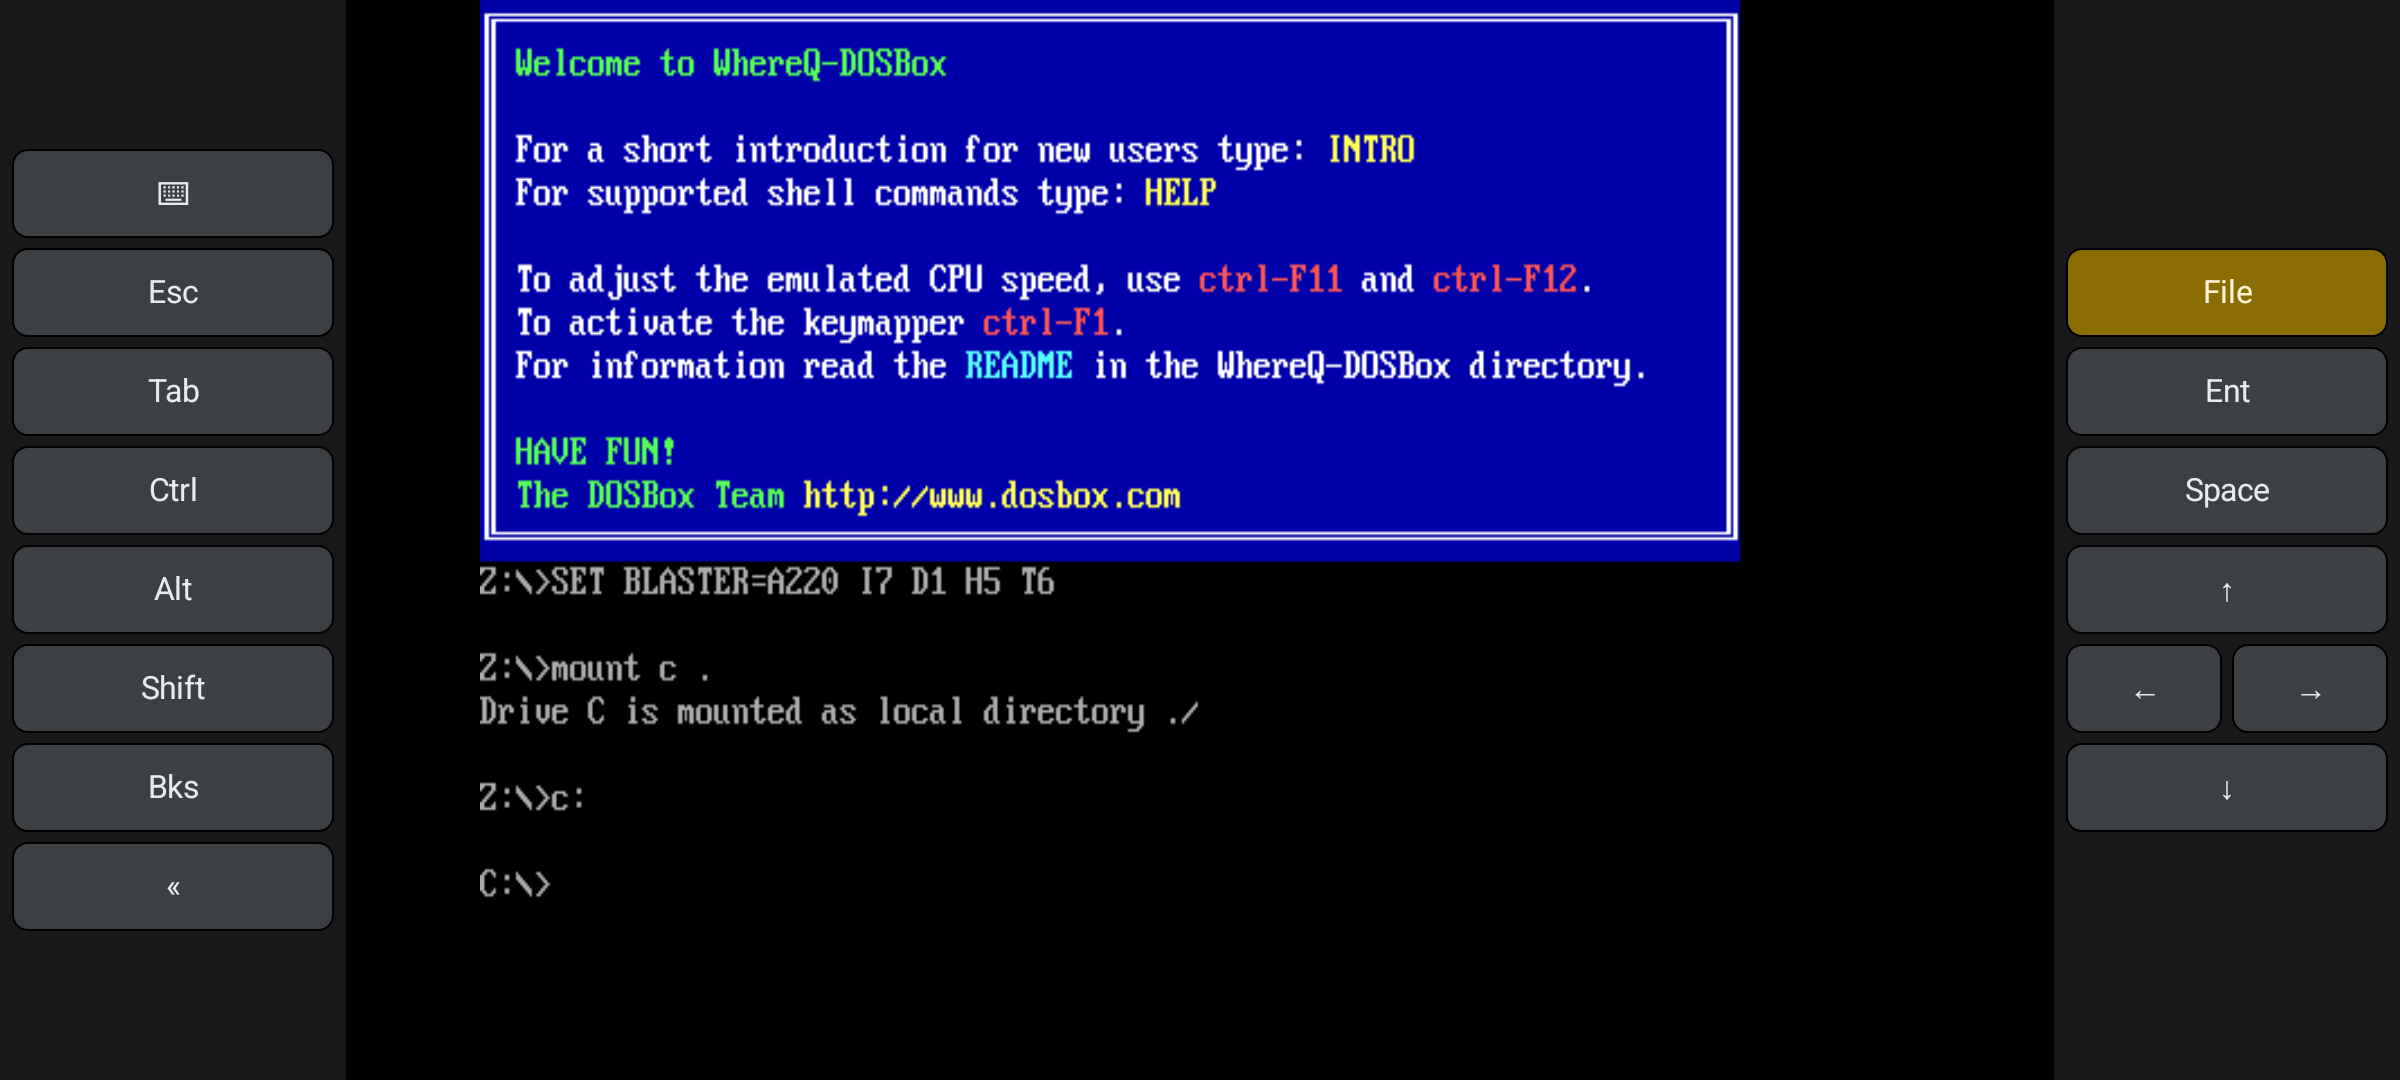 Welcome to WhereQ-DOSBox
For a short introduction for new users type: INTRO
For supported shell commands type: HELP
To adjust the emulated CPU speed, use ctrl-F11 and ctrl-F12.
To activate the keymapper ctrl-F1.
For information read the README in the WhereQ-DOSBox directory.
HAVE FUN!
The DOSBox Team http://www.dosbox.com
Z:\>SET BLASTER=A220 I7 D1 H5 T6
Z:\>mount c .
Drive C is mounted as local directory ./
Z:\>c:
C:\>
Esc
Tab
Ctrl
Alt
Shift
Bks
«
File
Ent
Space
↑
← →
↓